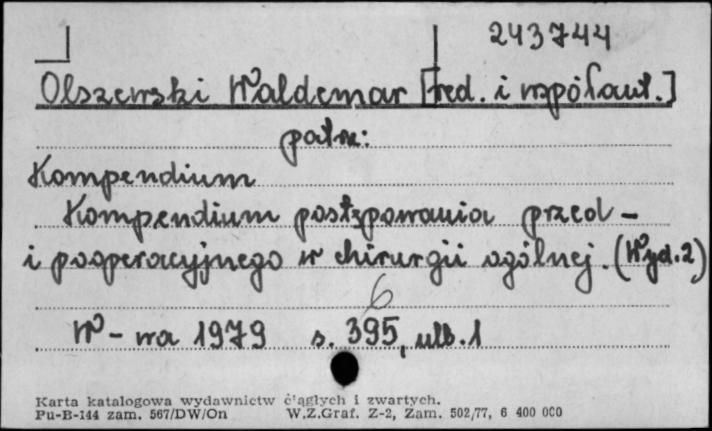 243744
Olszewski Waldemar [red. i współaut.]
patrz:
Kompendium
Kompendium postępowania przed-
i pooperacyjnego w chirurgii ogólnej. (Wyd. 2)
6
W-wa 1979 s. 395, ulb. 1
Karta katalogowa wydawnictw ciągłych i zwartych.
Pu-B-144 zam. 567/DW/On W.Z.Graf. Z-2, Zam. 502/77, 6 400 000